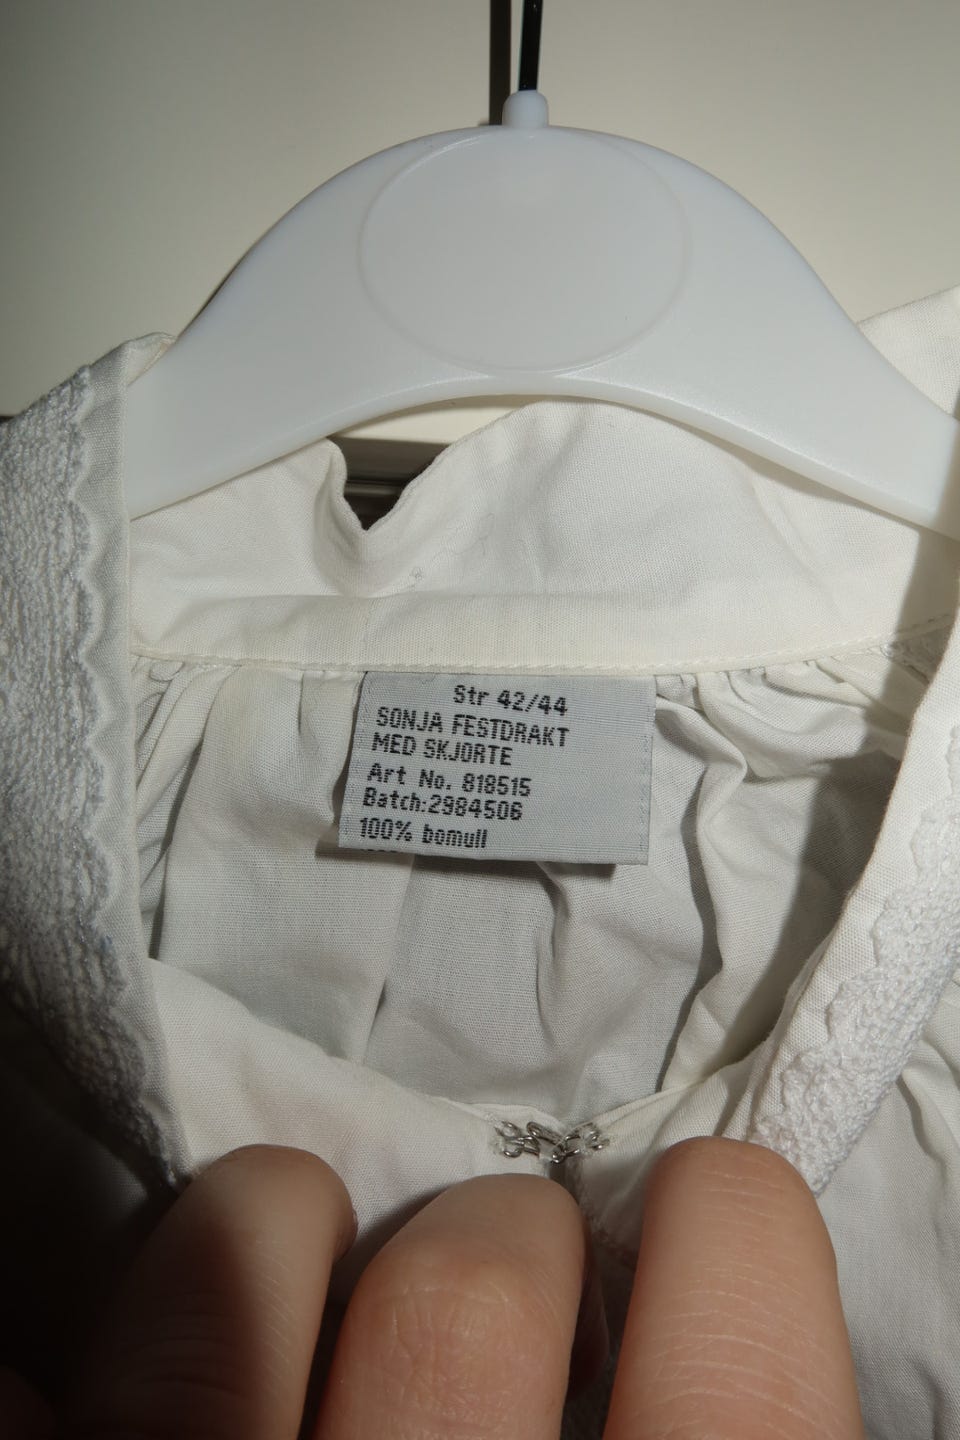 Str 42/44
SONJA FESTDRAKT
MED SKJORTE
Art No. 818515
Batch:2984506
100% bomull